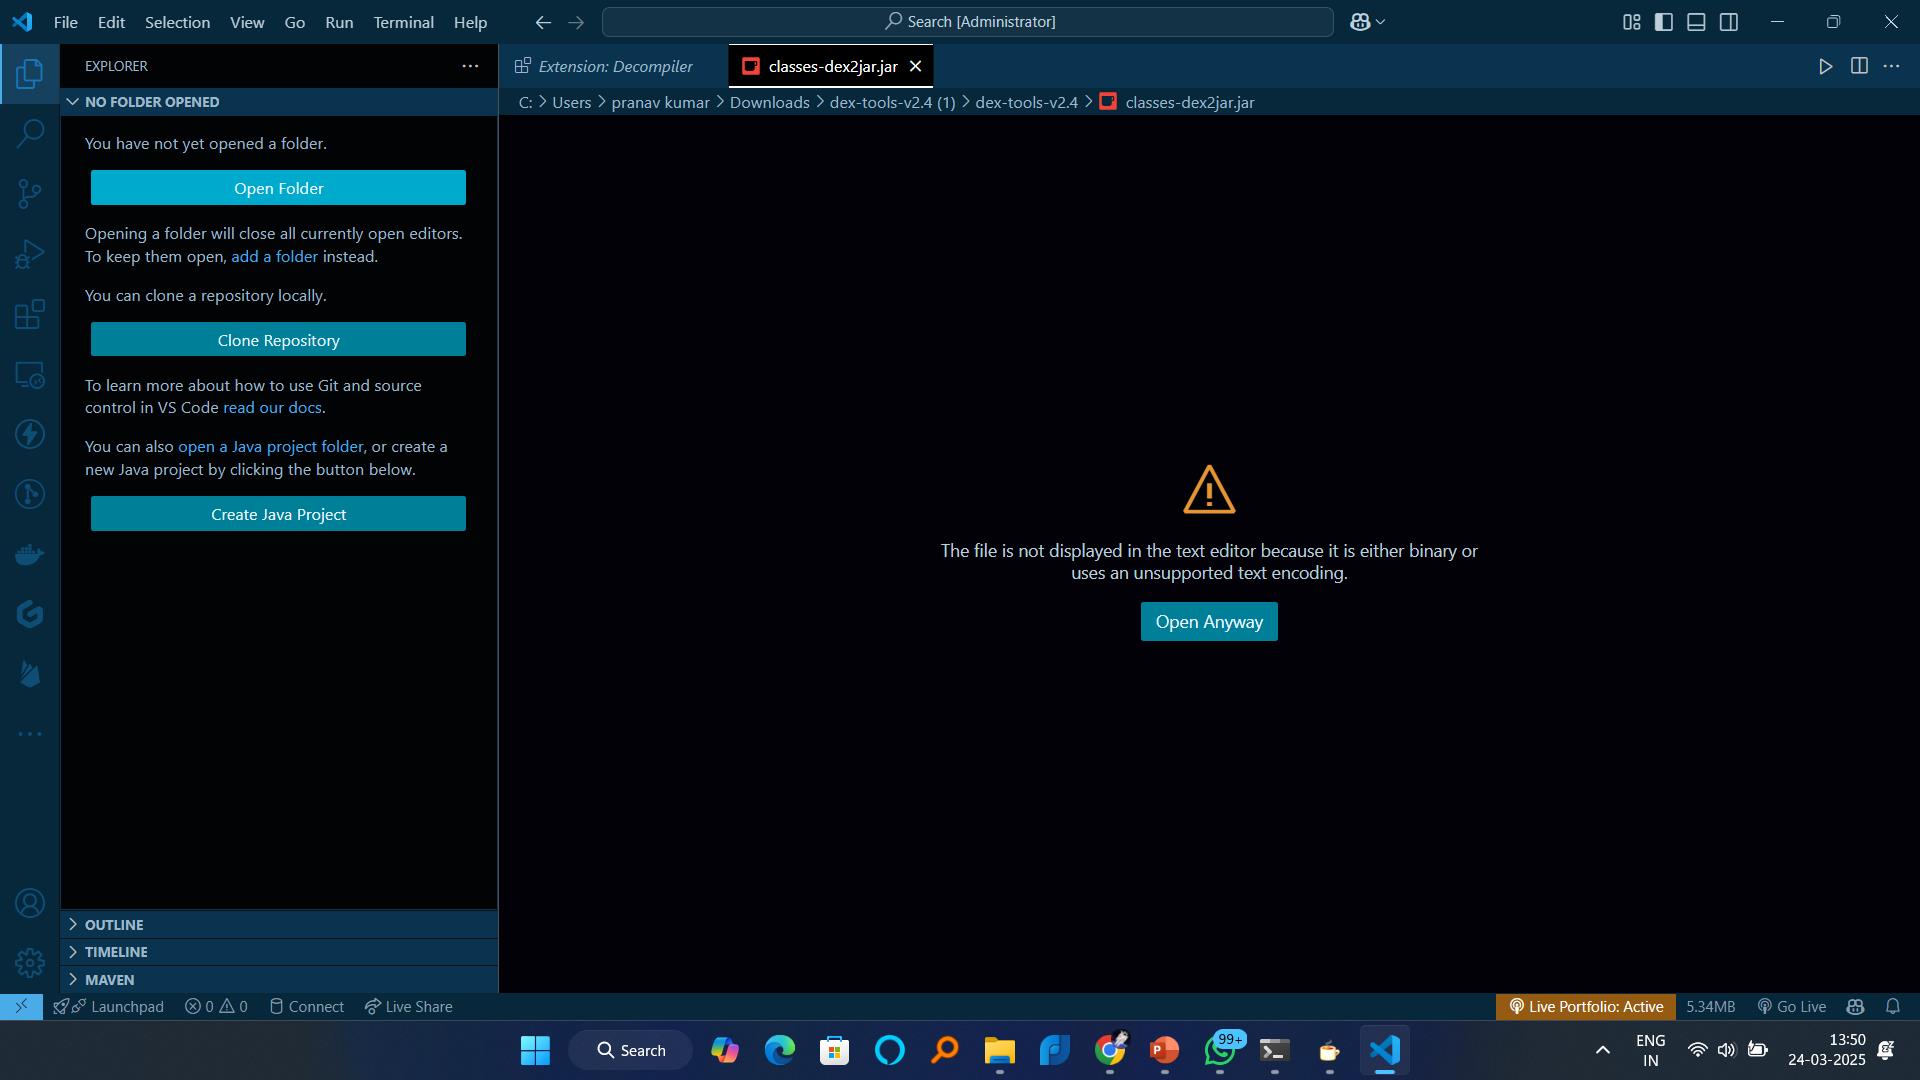 File Edit Selection View Go Run Terminal Help
Search [Administrator]
EXPLORER
Extension: Decompiler
classes-dex2jar.jar
NO FOLDER OPENED
C: > Users > pranav kumar > Downloads > dex-tools-v2.4 (1) > dex-tools-v2.4 > classes-dex2jar.jar
You have not yet opened a folder.
Open Folder
Opening a folder will close all currently open editors.
To keep them open, add a folder instead.
You can clone a repository locally.
Clone Repository
To learn more about how to use Git and source
control in VS Code read our docs.
You can also open a Java project folder, or create a
new Java project by clicking the button below.
Create Java Project
The file is not displayed in the text editor because it is either binary or
uses an unsupported text encoding.
Open Anyway
OUTLINE
TIMELINE
MAVEN
Launchpad 0 0 Connect Live Share
Live Portfolio: Active 5.34MB Go Live
Search
99+
ENG
IN
13:50
24-03-2025